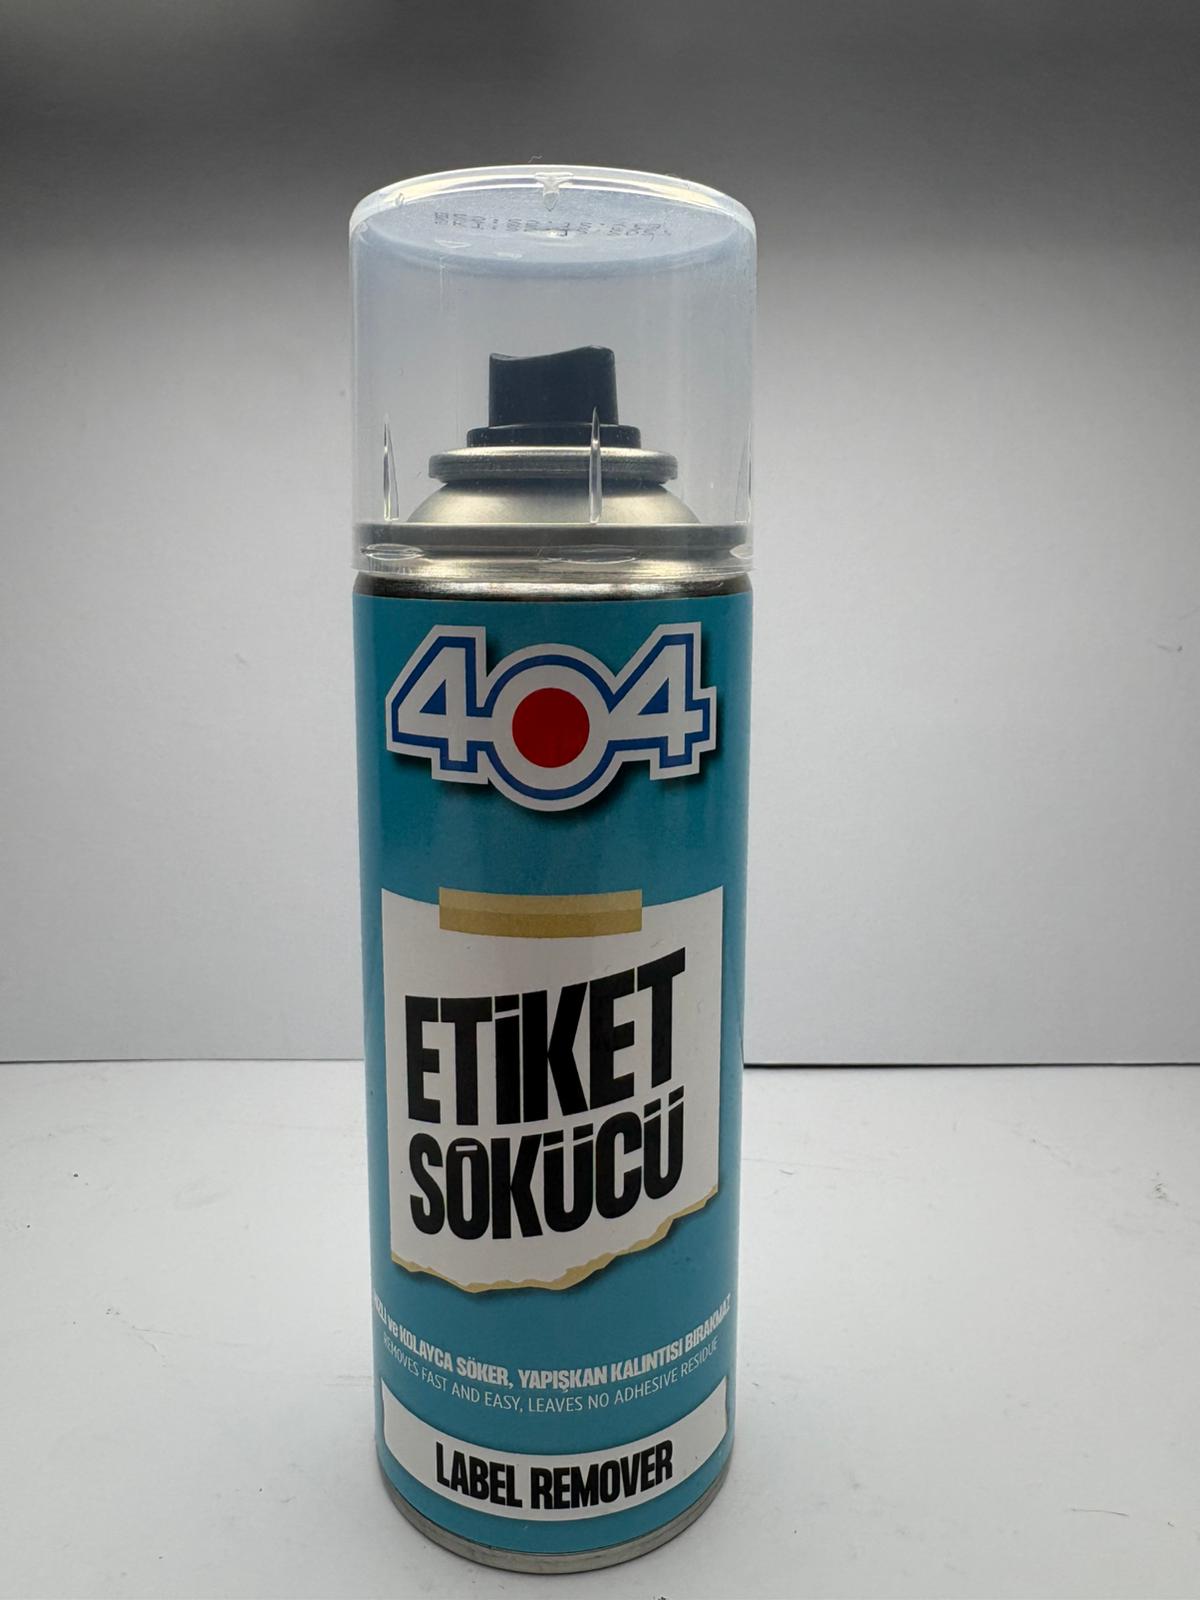 404
ETİKET
SÖKÜCÜ
ve KOLAYCA SÖKER, YAPIŞKAN KALINTISI BIRAKMAZ
REMOVES FAST AND EASY, LEAVES NO ADHESIVE RESIDUE
LABEL REMOVER